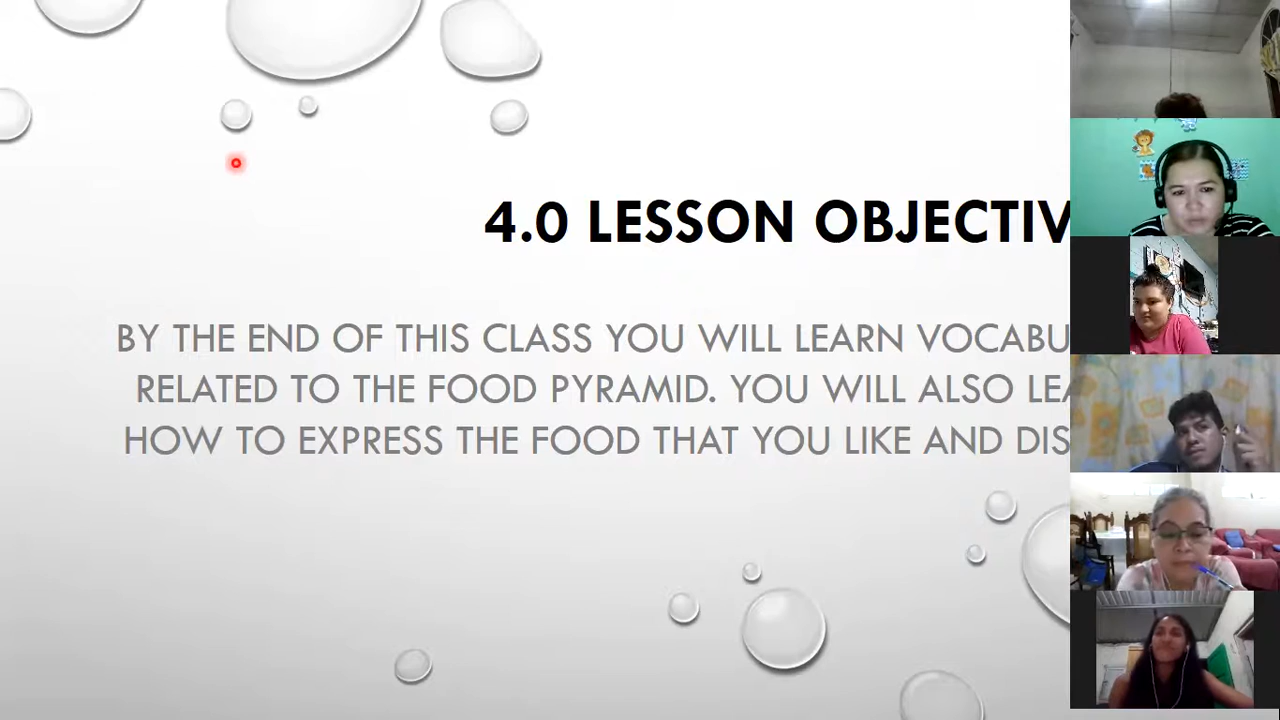 4.0 LESSON OBJECTIV
BY THE END OF THIS CLASS YOU WILL LEARN VOCABU
RELATED TO THE FOOD PYRAMID. YOU WILL ALSO LEA
HOW TO EXPRESS THE FOOD THAT YOU LIKE AND DIS